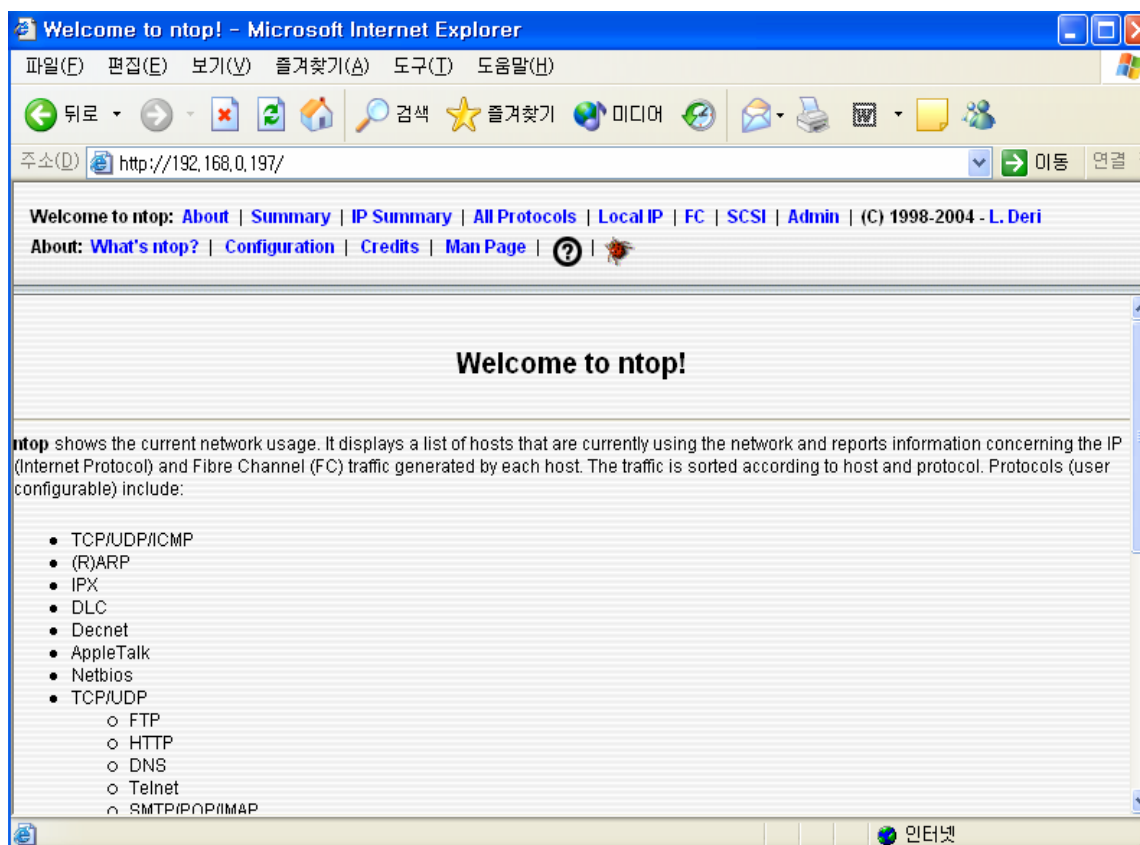 Welcome to ntop! - Microsoft Internet Explorer
파일(F) 편집(E) 보기(V) 즐겨찾기(A) 도구(T) 도움말(H)
뒤로 검색 즐겨찾기 미디어
주소(D) http://192,168,0,197/ 이동 연결
Welcome to ntop: About | Summary | IP Summary | All Protocols | Local IP | FC | SCSI | Admin | (C) 1998-2004 - L. Deri
About: What's ntop? | Configuration | Credits | Man Page | ? |
Welcome to ntop!
ntop shows the current network usage. It displays a list of hosts that are currently using the network and reports information concerning the IP
(Internet Protocol) and Fibre Channel (FC) traffic generated by each host. The traffic is sorted according to host and protocol. Protocols (user
configurable) include:
• TCP/UDP/ICMP
• (R)ARP
• IPX
• DLC
• Decnet
• AppleTalk
• Netbios
• TCP/UDP
○ FTP
○ HTTP
○ DNS
○ Telnet
○ SMTP/POP/IMAP
인터넷